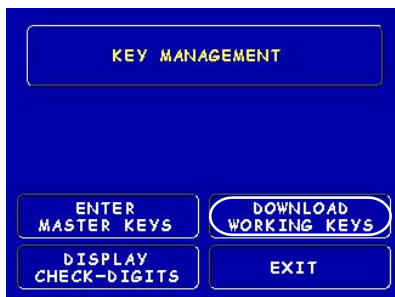 KEY MANAGEMENT
ENTER
MASTER KEYS
DOWNLOAD
WORKING KEYS
DISPLAY
CHECK-DIGITS
EXIT